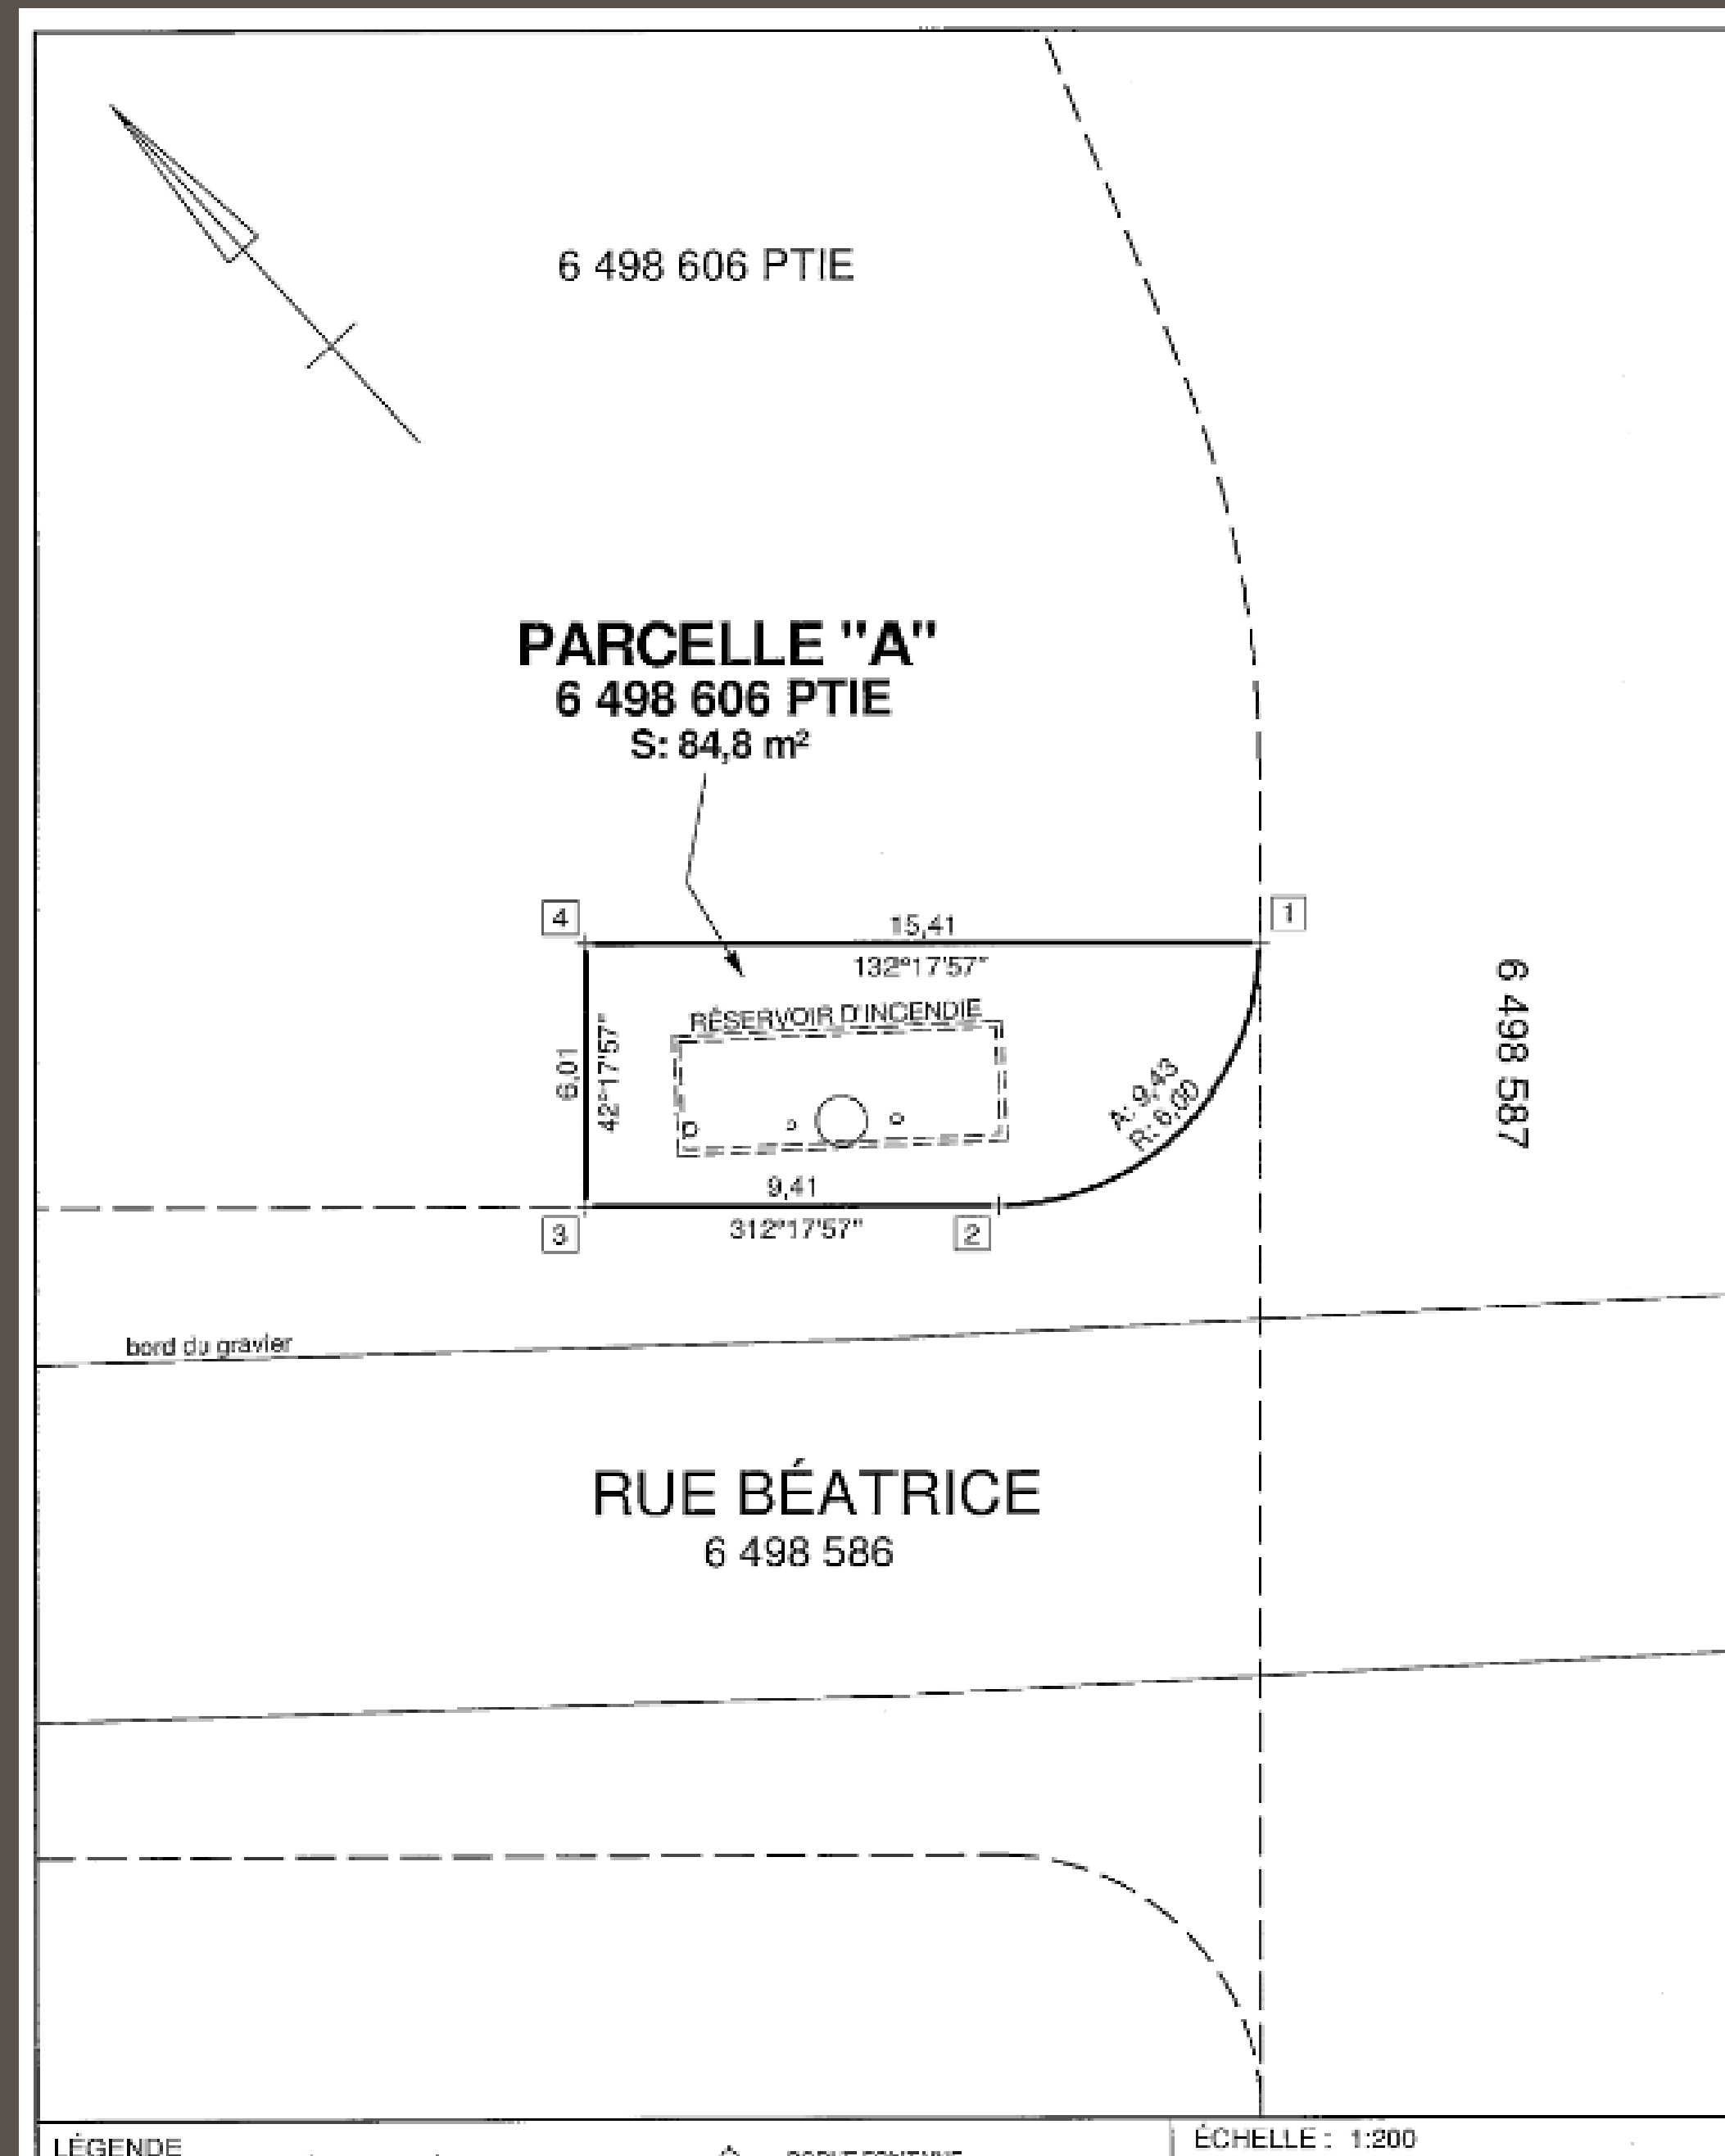 6 498 606 PTIE
PARCELLE "A"
6 498 606 PTIE
S: 84,8 m²
4
15,41
1
132°17'57"
RÉSERVOIR D'INCENDIE
6,01
42°17'57"
A: 9,43
R: 6,00
6 498 587
9,41
3
312°17'57"
2
bord du gravier
RUE BÉATRICE
6 498 586
LÉGENDE
ÉCHELLE : 1:200